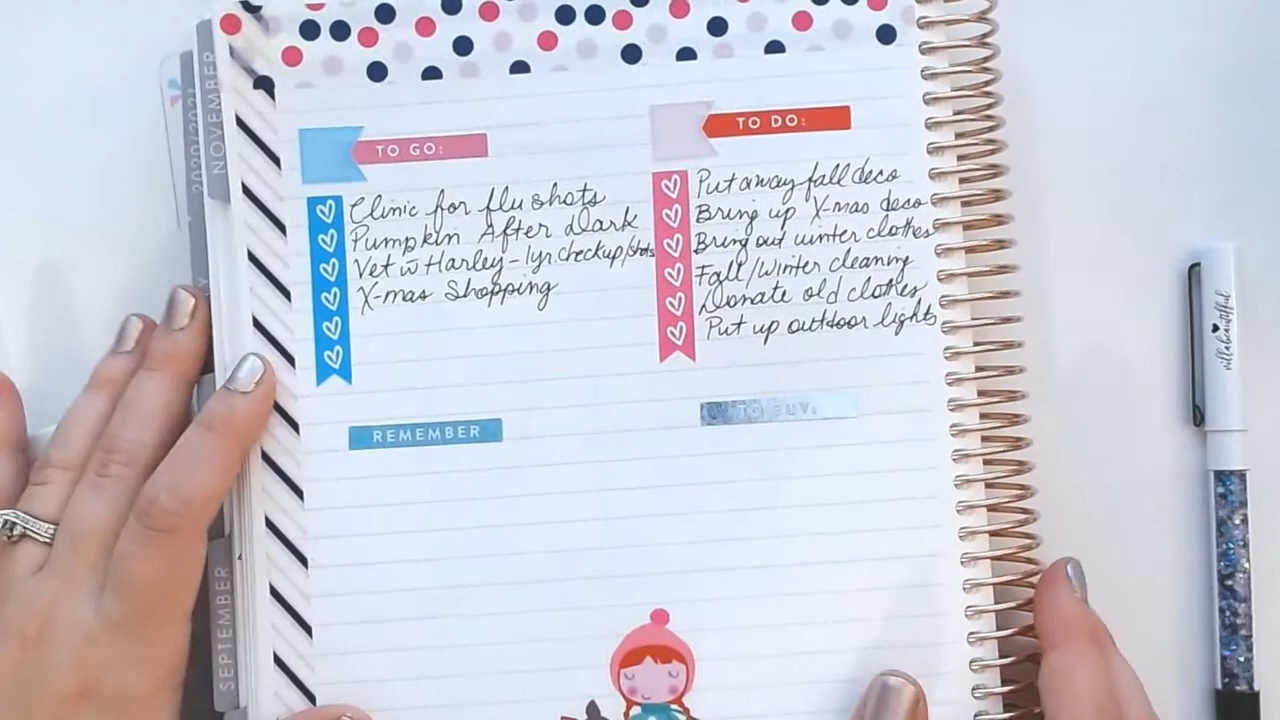 NOVEMBER
2020/2021
TO GO:
Clinic for flu shots
Pumpkin After Dark
Vet w̄ Harley - 1yr checkup/shots
X-mas Shopping
TO DO:
Put away fall deco
Bring up X-mas deco
Bring out winter clothes
Fall/Winter cleaning
Donate old clothes
Put up outdoor lights
REMEMBER
TO BUY:
SEPTEMBER
villabeautifful